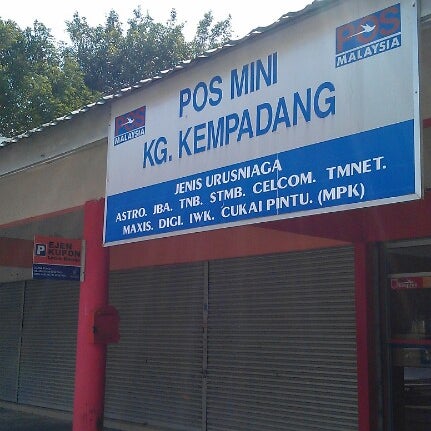 POS MINI
KG. KEMPADANG
JENIS URUSNIAGA
ASTRO. JBA. TNB. STMB. CELCOM. TMNET.
MAXIS. DIGI. IWK. CUKAI PINTU. (MPK)
POS
MALAYSIA
MALAYSIA
P EJEN
KUPON